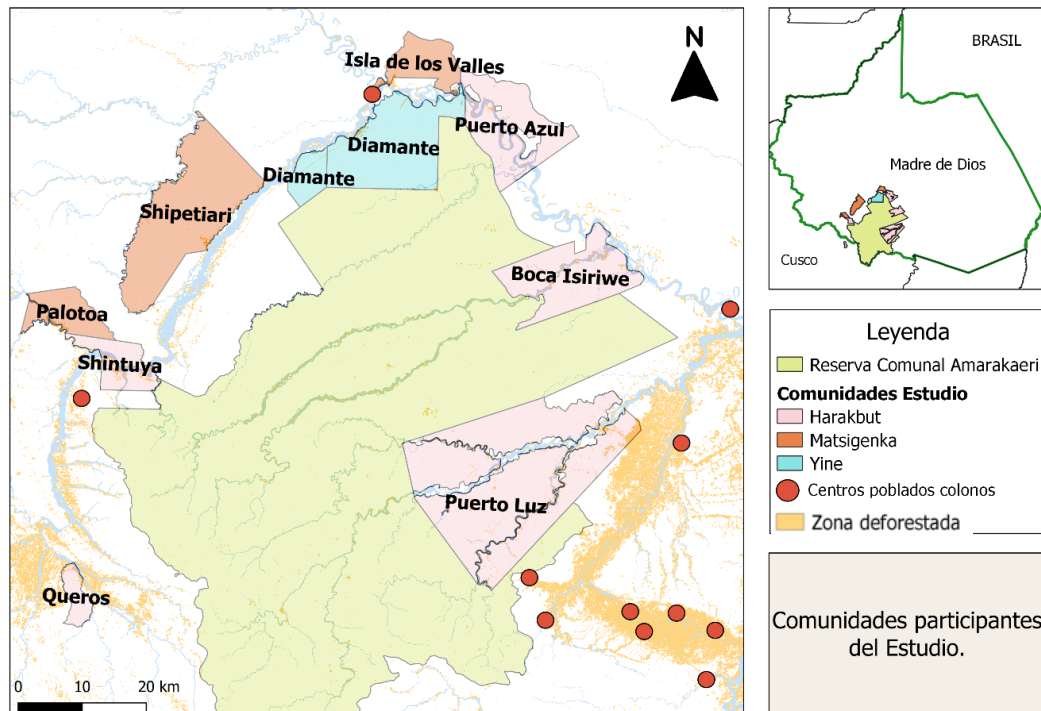 N
Isla de los Valles
Puerto Azul
Diamante
Diamante
Shipetiari
Boca Isiriwe
Palotoa
Shintuya
Puerto Luz
Queros
0 10 20 km
BRASIL
Madre de Dios
Cusco
Leyenda
Reserva Comunal Amarakaeri
Comunidades Estudio
Harakbut
Matsigenka
Yine
Centros poblados colonos
Zona deforestada
Comunidades participantes
del Estudio.